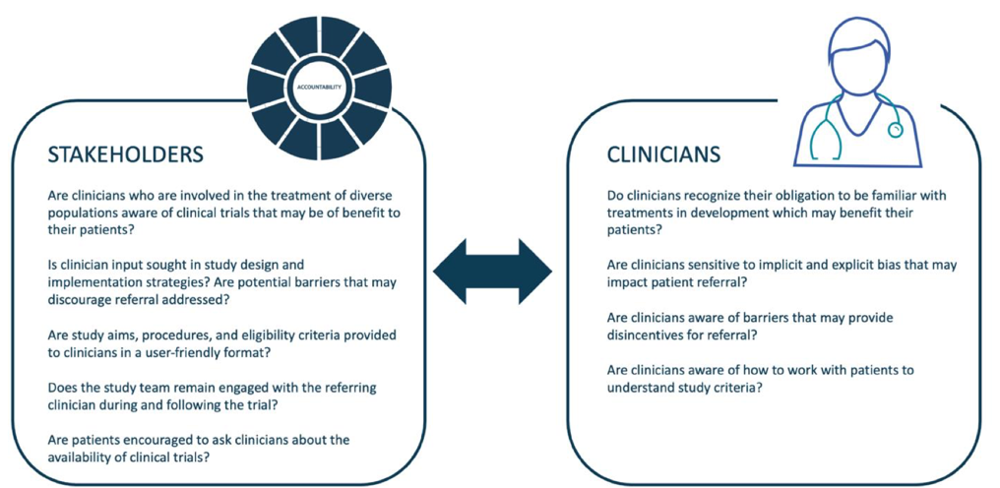 ACCOUNTABILITY
STAKEHOLDERS
Are clinicians who are involved in the treatment of diverse
populations aware of clinical trials that may be of benefit to
their patients?
Is clinician input sought in study design and
implementation strategies? Are potential barriers that may
discourage referral addressed?
Are study aims, procedures, and eligibility criteria provided
to clinicians in a user-friendly format?
Does the study team remain engaged with the referring
clinician during and following the trial?
Are patients encouraged to ask clinicians about the
availability of clinical trials?
CLINICIANS
Do clinicians recognize their obligation to be familiar with
treatments in development which may benefit their
patients?
Are clinicians sensitive to implicit and explicit bias that may
impact patient referral?
Are clinicians aware of barriers that may provide
disincentives for referral?
Are clinicians aware of how to work with patients to
understand study criteria?